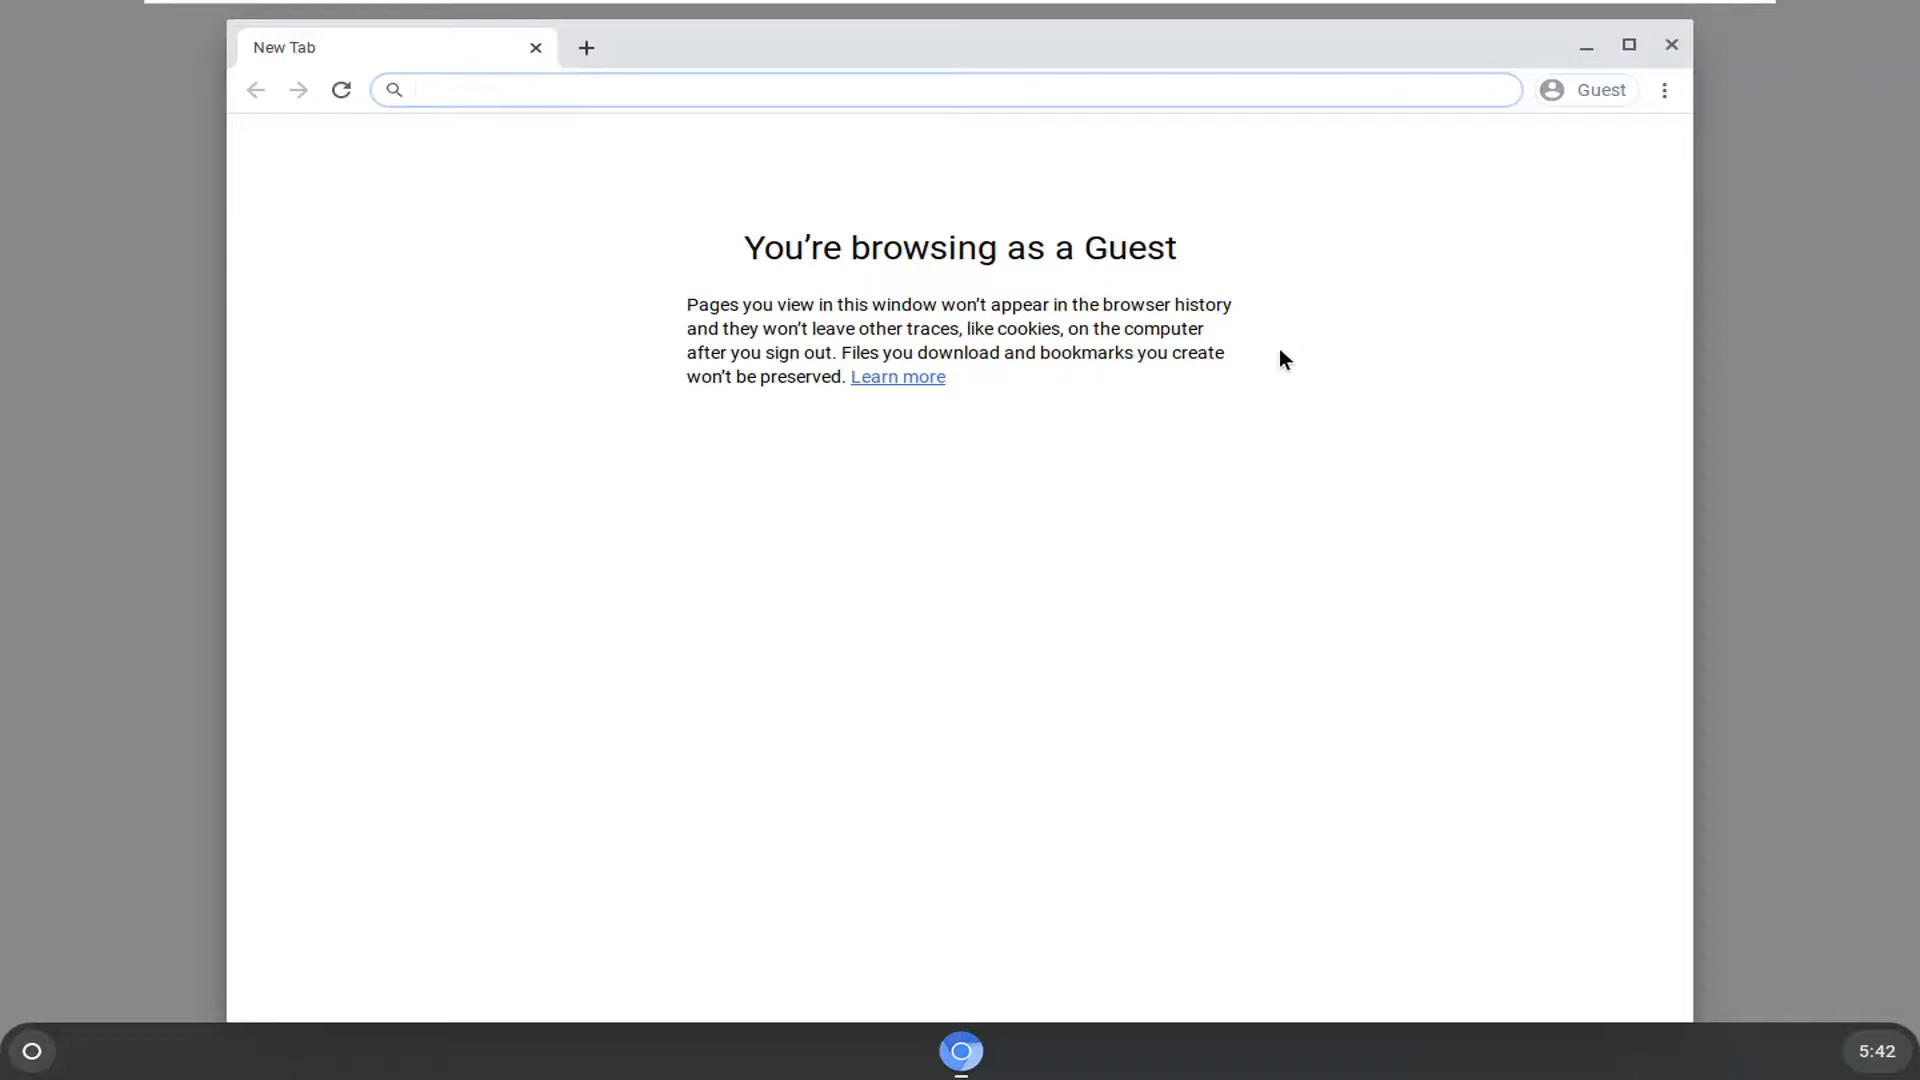 New Tab
Guest
You’re browsing as a Guest
Pages you view in this window won’t appear in the browser history
and they won’t leave other traces, like cookies, on the computer
after you sign out. Files you download and bookmarks you create
won’t be preserved. Learn more
5:42